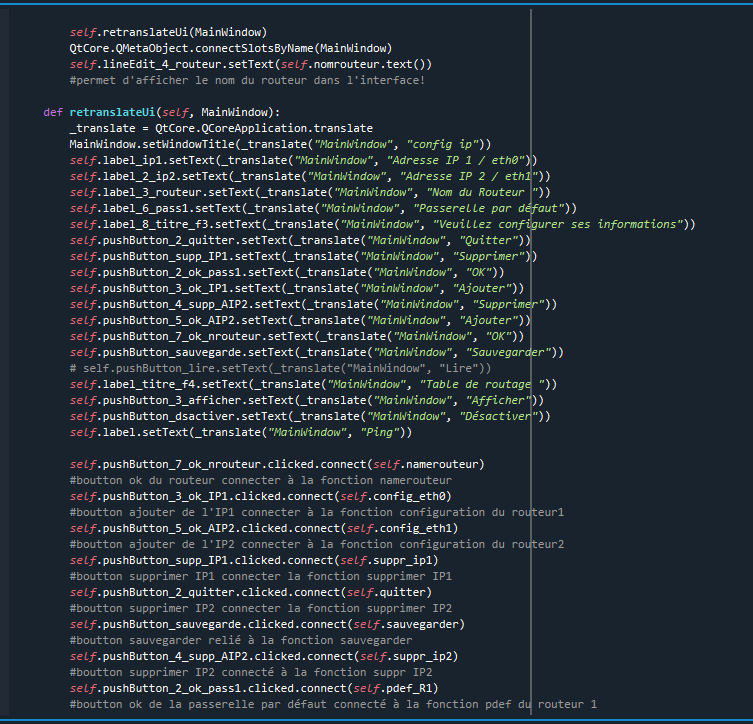 self.retranslateUi(MainWindow)
QtCore.QMetaObject.connectSlotsByName(MainWindow)
self.lineEdit_4_routeur.setText(self.nomrouteur.text())
#permet d'afficher le nom du routeur dans l'interface!
def retranslateUi(self, MainWindow):
_translate = QtCore.QCoreApplication.translate
MainWindow.setWindowTitle(_translate("MainWindow", "config ip"))
self.label_ip1.setText(_translate("MainWindow", "Adresse IP 1 / eth0"))
self.label_2_ip2.setText(_translate("MainWindow", "Adresse IP 2 / eth1"))
self.label_3_routeur.setText(_translate("MainWindow", "Nom du Routeur "))
self.label_6_pass1.setText(_translate("MainWindow", "Passerelle par défaut"))
self.label_8_titre_f3.setText(_translate("MainWindow", "Veuillez configurer ses informations"))
self.pushButton_2_quitter.setText(_translate("MainWindow", "Quitter"))
self.pushButton_supp_IP1.setText(_translate("MainWindow", "Supprimer"))
self.pushButton_2_ok_pass1.setText(_translate("MainWindow", "OK"))
self.pushButton_3_ok_IP1.setText(_translate("MainWindow", "Ajouter"))
self.pushButton_4_supp_AIP2.setText(_translate("MainWindow", "Supprimer"))
self.pushButton_5_ok_AIP2.setText(_translate("MainWindow", "Ajouter"))
self.pushButton_7_ok_nrouteur.setText(_translate("MainWindow", "OK"))
self.pushButton_sauvegarde.setText(_translate("MainWindow", "Sauvegarder"))
# self.pushButton_lire.setText(_translate("MainWindow", "Lire"))
self.label_titre_f4.setText(_translate("MainWindow", "Table de routage "))
self.pushButton_3_afficher.setText(_translate("MainWindow", "Afficher"))
self.pushButton_dsactiver.setText(_translate("MainWindow", "Désactiver"))
self.label.setText(_translate("MainWindow", "Ping"))
self.pushButton_7_ok_nrouteur.clicked.connect(self.namerouteur)
#boutton ok du routeur connecter à la fonction namerouteur
self.pushButton_3_ok_IP1.clicked.connect(self.config_eth0)
#boutton ajouter de l'IP1 connecter à la fonction configuration du routeur1
self.pushButton_5_ok_AIP2.clicked.connect(self.config_eth1)
#boutton ajouter de l'IP2 connecter à la fonction configuration du routeur2
self.pushButton_supp_IP1.clicked.connect(self.suppr_ip1)
#boutton supprimer IP1 connecter la fonction supprimer IP1
self.pushButton_2_quitter.clicked.connect(self.quitter)
#boutton supprimer IP2 connecter la fonction supprimer IP2
self.pushButton_sauvegarde.clicked.connect(self.sauvegarder)
#boutton sauvegarder relié à la fonction sauvegarder
self.pushButton_4_supp_AIP2.clicked.connect(self.suppr_ip2)
#boutton supprimer IP2 connecté à la fonction suppr IP2
self.pushButton_2_ok_pass1.clicked.connect(self.pdef_R1)
#boutton ok de la passerelle par défaut connecté à la fonction pdef du routeur 1